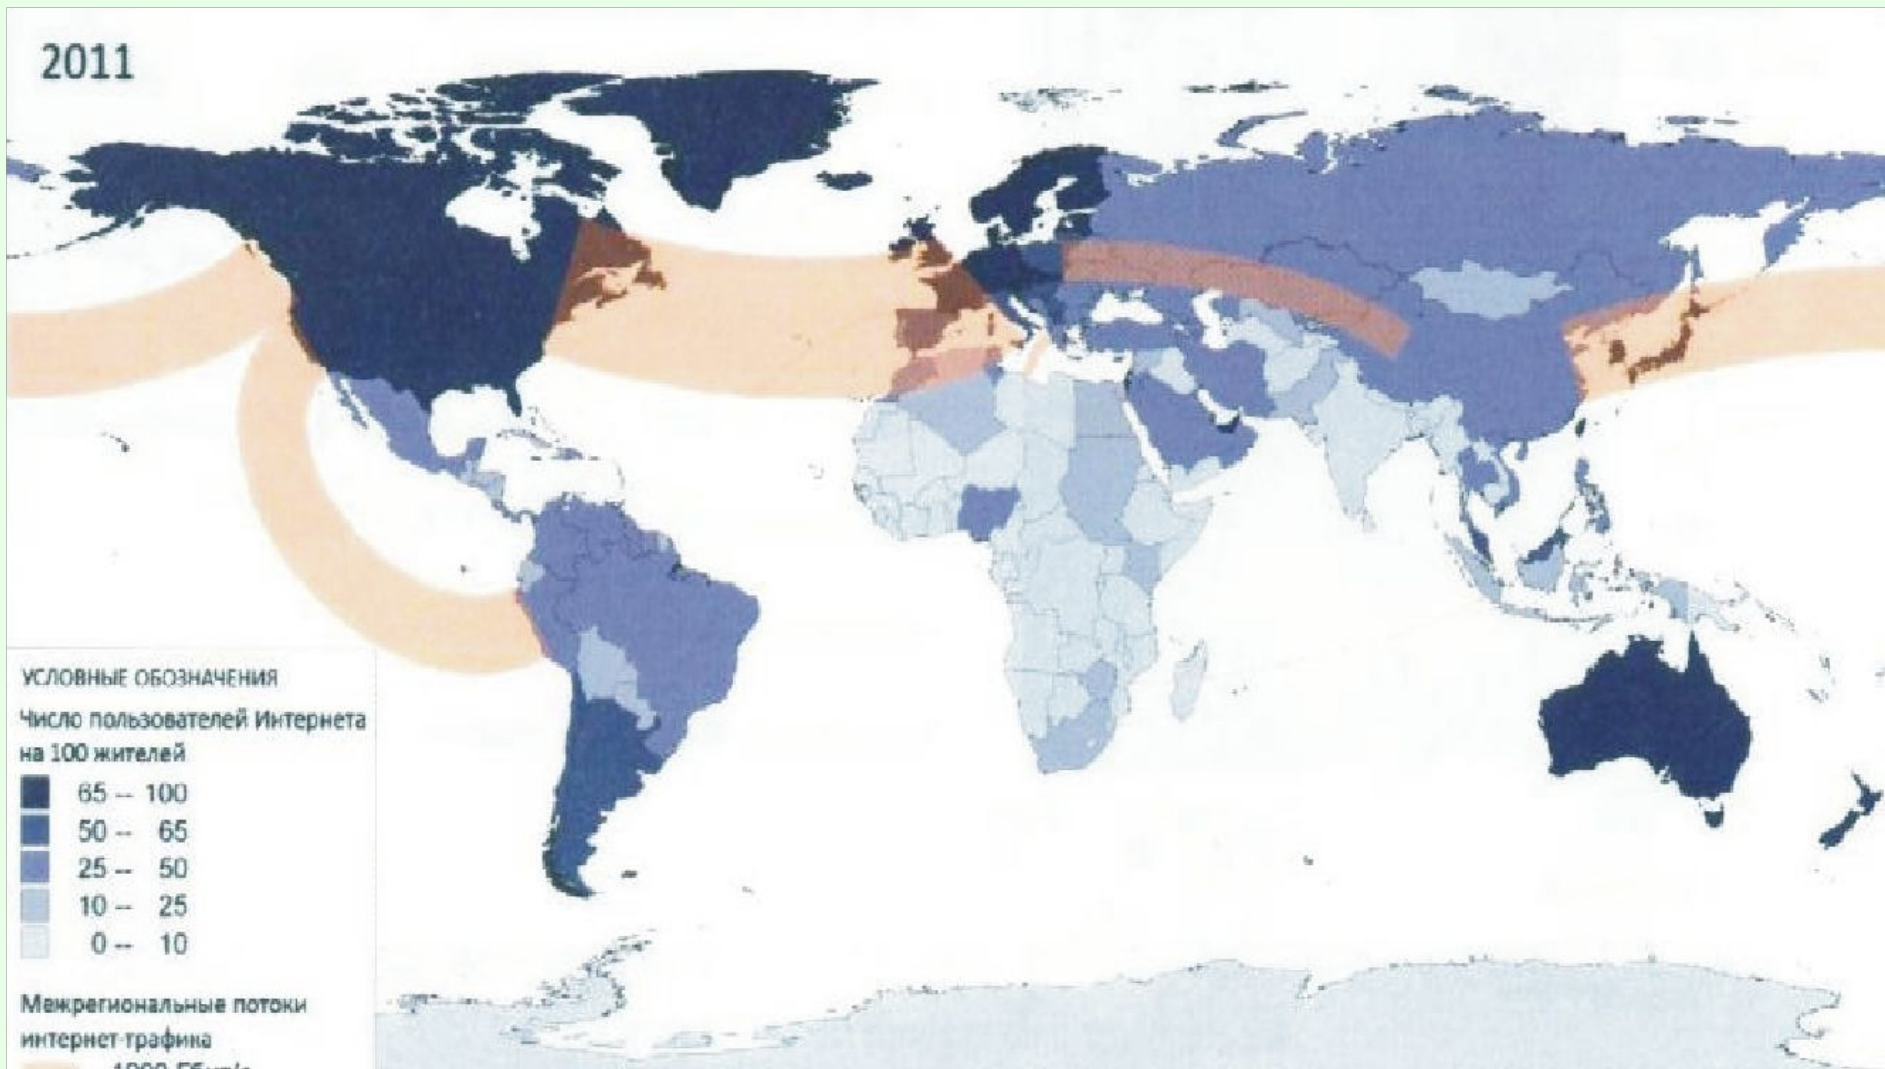 2011
УСЛОВНЫЕ ОБОЗНАЧЕНИЯ
Число пользователей Интернета
на 100 жителей
65 -- 100
50 -- 65
25 -- 50
10 -- 25
0 -- 10
Межрегиональные потоки
интернет-трафика